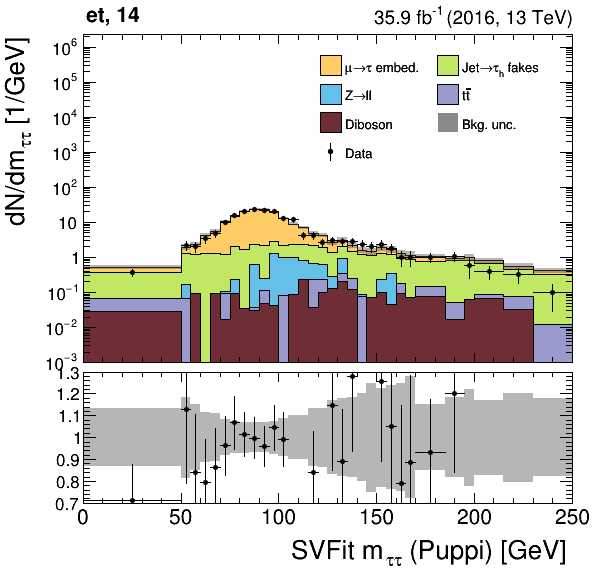 et, 14
35.9 fb⁻¹ (2016, 13 TeV)
dN/dmττ [1/GeV]
10⁶
10⁵
10⁴
10³
10²
10
1
10⁻¹
10⁻²
10⁻³
μ→τ embed.
Jet→τh fakes
Z→ll
tt̄
Diboson
Bkg. unc.
Data
1.3
1.2
1.1
1
0.9
0.8
0.7
0 50 100 150 200 250
SVFit mττ (Puppi) [GeV]